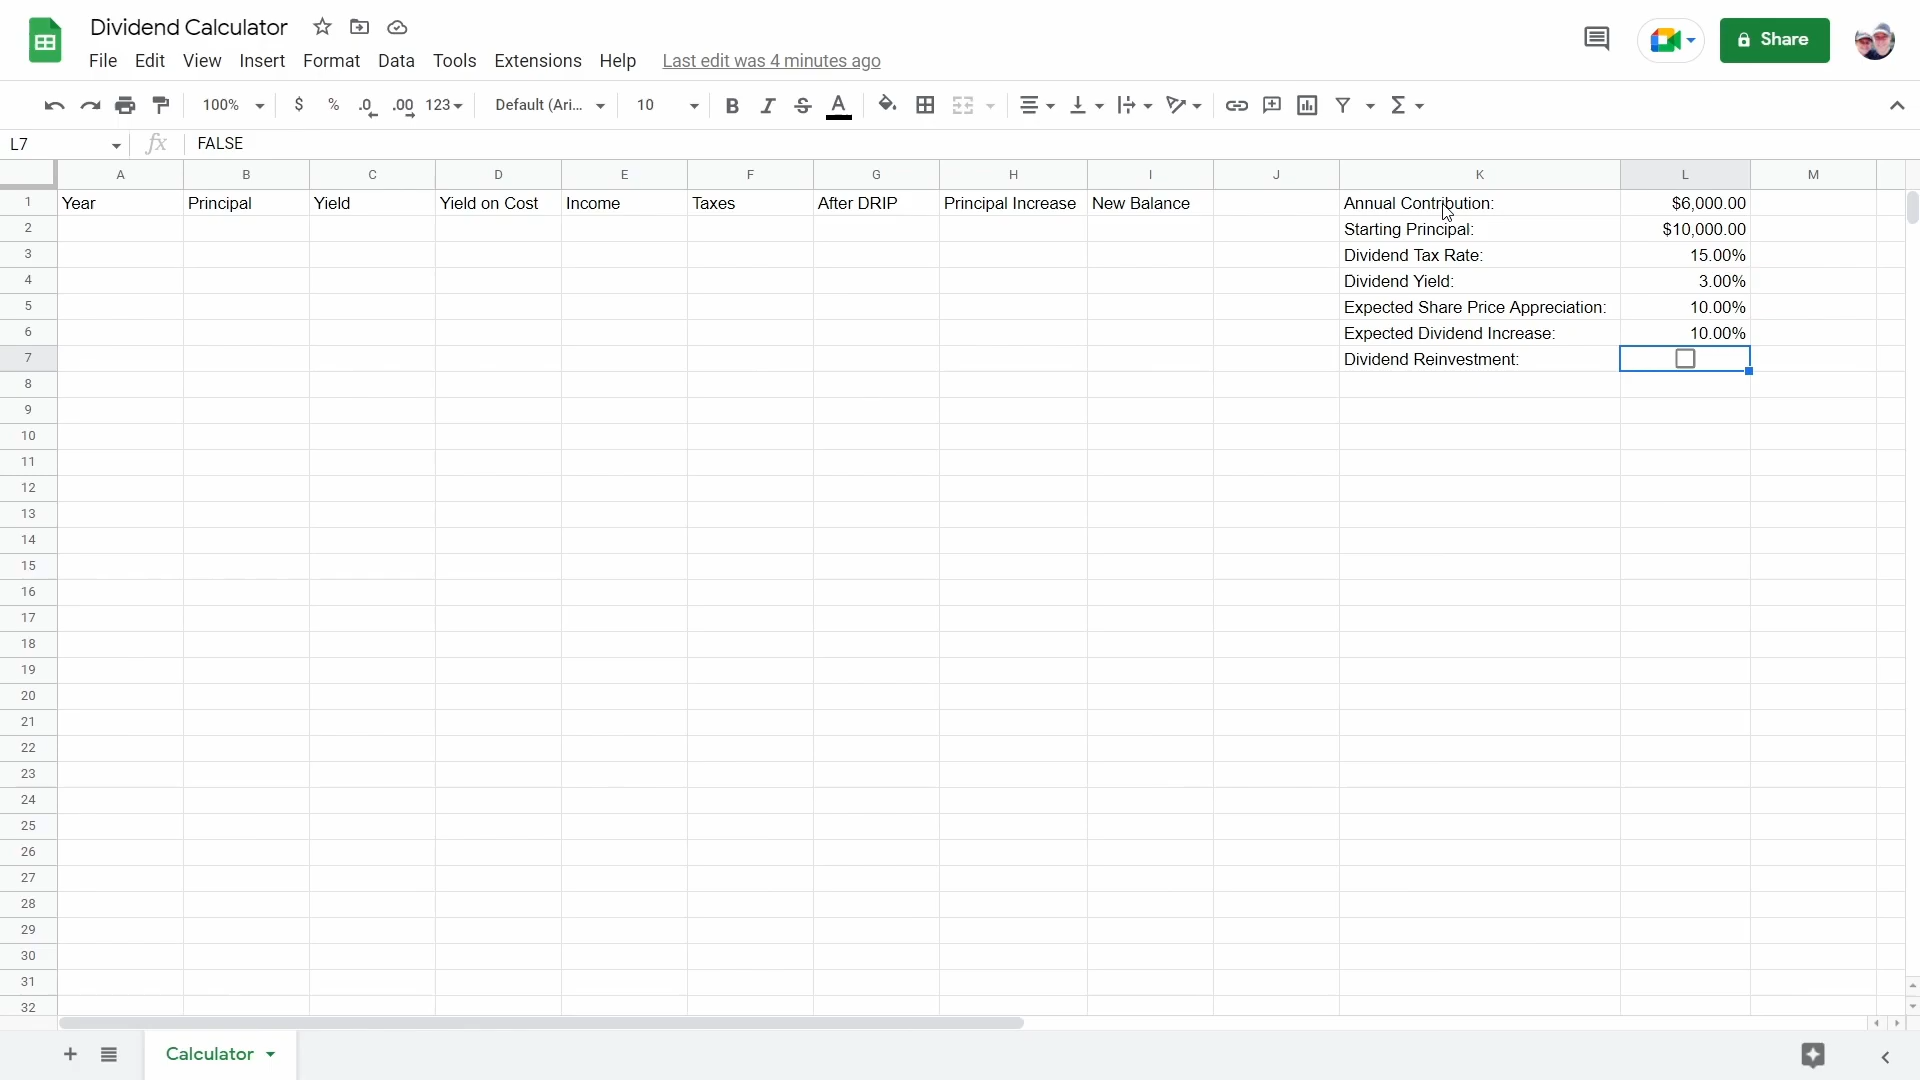 Dividend Calculator
File Edit View Insert Format Data Tools Extensions Help Last edit was 4 minutes ago
Share
100% $ % .0 .00 123 Default (Ari... 10 B I S A Σ
L7 fx FALSE
A B C D E F G H I J K L M
1 Year Principal Yield Yield on Cost Income Taxes After DRIP Principal Increase New Balance Annual Contribution: $6,000.00
2 Starting Principal: $10,000.00
3 Dividend Tax Rate: 15.00%
4 Dividend Yield: 3.00%
5 Expected Share Price Appreciation: 10.00%
6 Expected Dividend Increase: 10.00%
7 Dividend Reinvestment:
8
9
10
11
12
13
14
15
16
17
18
19
20
21
22
23
24
25
26
27
28
29
30
31
32
Calculator